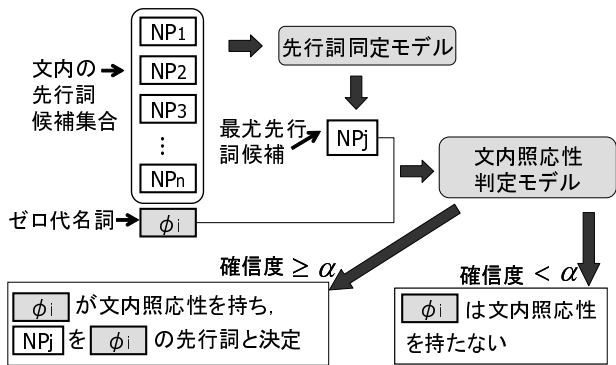 NP1
NP2
NP3
⋮
NPn
文内の
先行詞
候補集合
先行詞同定モデル
最尤先行
詞候補
NPj
文内照応性
判定モデル
ゼロ代名詞
φi
確信度 ≥ α
確信度 < α
φi が文内照応性を持ち,
NPj を φi の先行詞と決定
φi は文内照応性
を持たない